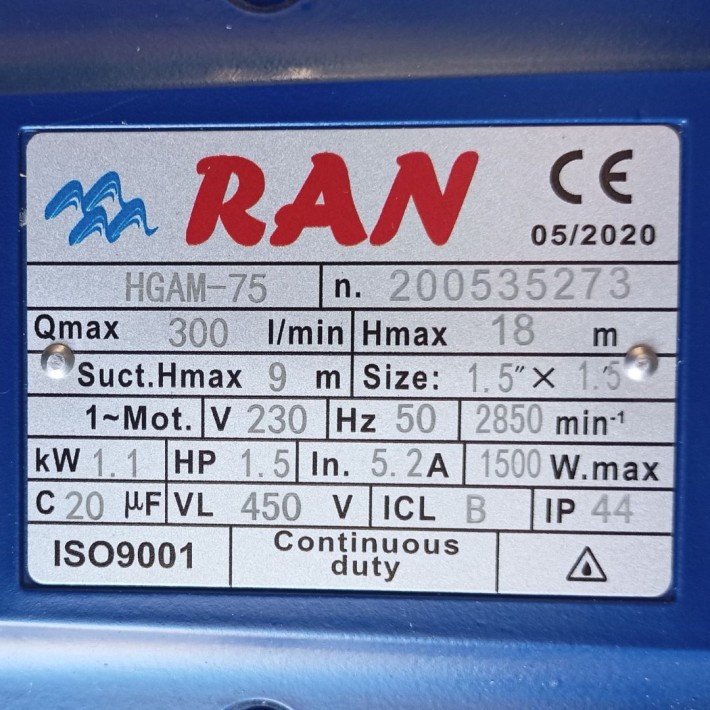 RAN CE
05/2020
HGAM-75 n. 200535273
Qmax 300 l/min Hmax 18 m
Suct.Hmax 9 m Size: 1.5" × 1.5
1~Mot. V 230 Hz 50 2850 min⁻¹
kW 1.1 HP 1.5 In. 5.2A 1500 W.max
C 20 µF VL 450 V ICL B IP 44
ISO9001 Continuous duty